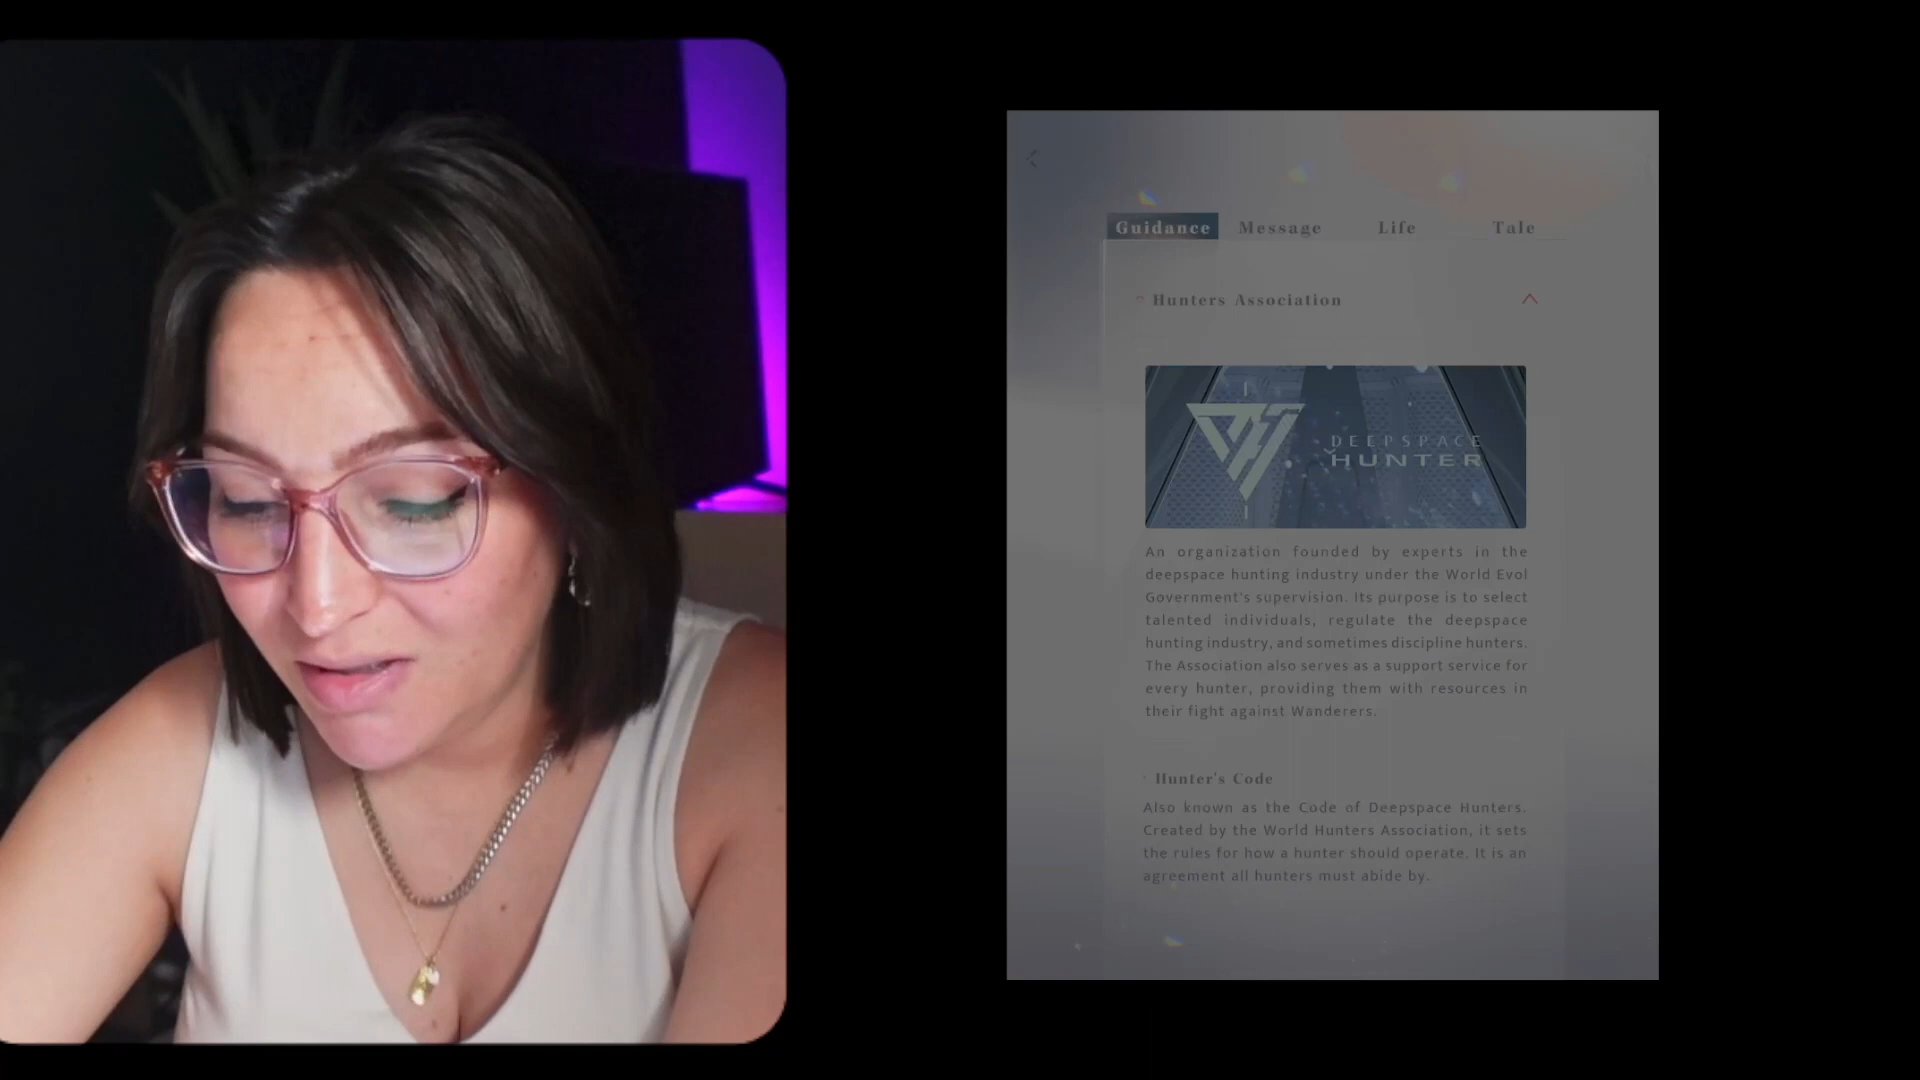 Guidance Message Life Tale
Hunters Association
DEEPSPACE
HUNTER
An organization founded by experts in the
deepspace hunting industry under the World Evol
Government's supervision. Its purpose is to select
talented individuals, regulate the deepspace
hunting industry, and sometimes discipline hunters.
The Association also serves as a support service for
every hunter, providing them with resources in
their fight against Wanderers.
Hunter's Code
Also known as the Code of Deepspace Hunters.
Created by the World Hunters Association, it sets
the rules for how a hunter should operate. It is an
agreement all hunters must abide by.